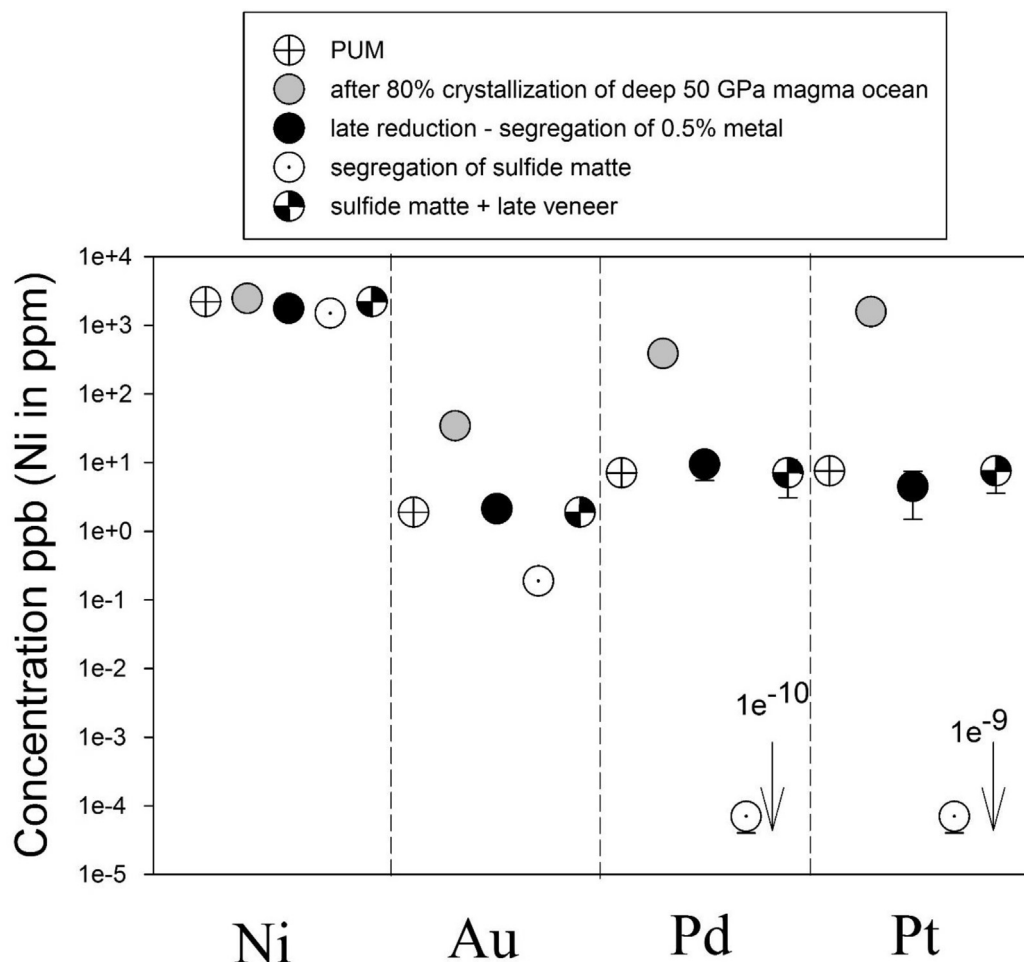 PUM
after 80% crystallization of deep 50 GPa magma ocean
late reduction - segregation of 0.5% metal
segregation of sulfide matte
sulfide matte + late veneer
Concentration ppb (Ni in ppm)
1e+4
1e+3
1e+2
1e+1
1e+0
1e-1
1e-2
1e-3
1e-4
1e-5
1e-10
1e-9
Ni Au Pd Pt